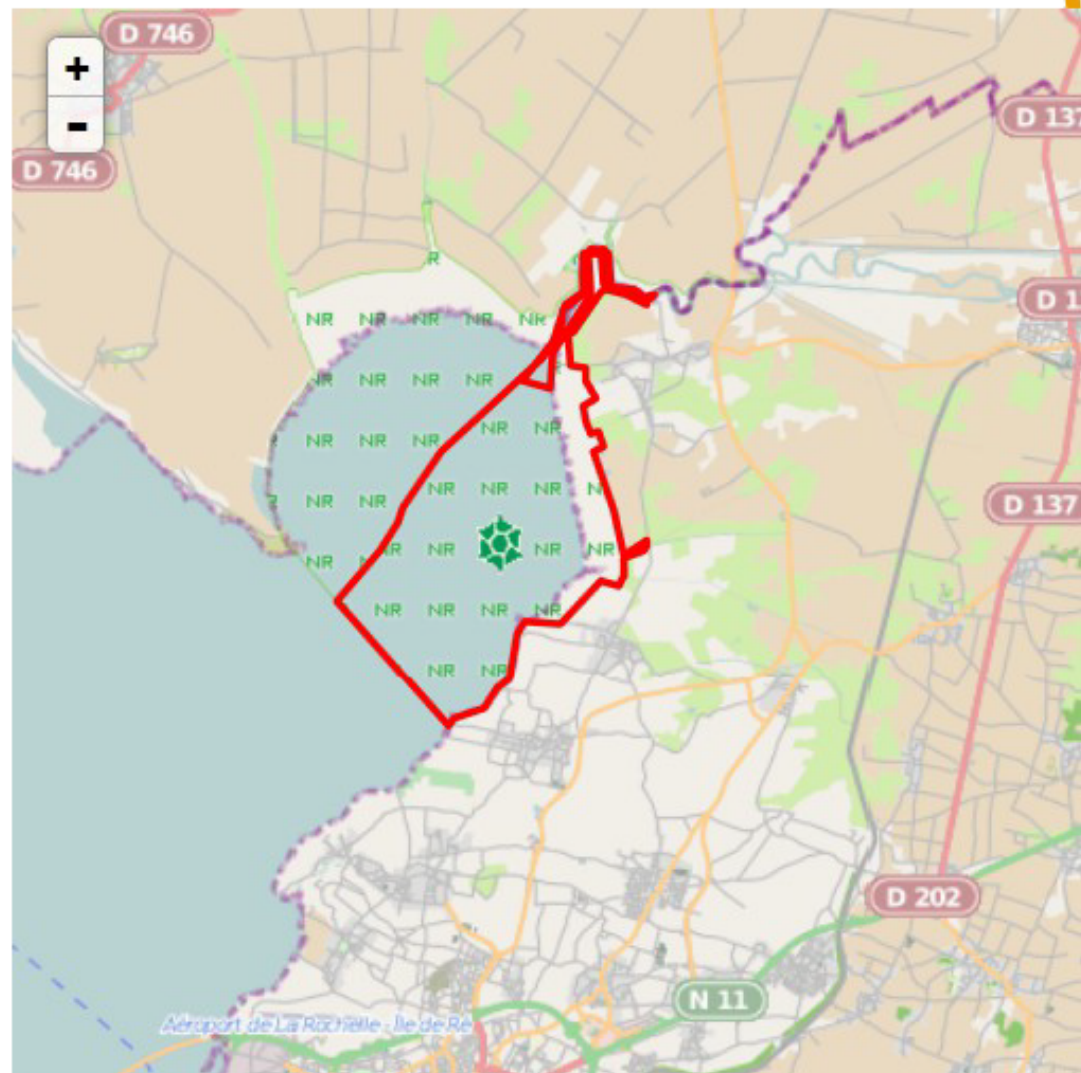 D 746
+
-
D 137
D 746
R
NR NR NR NR NR
D 1
NR NR NR NR
NR NR
NR NR NR
NR NR NR N
NR NR
D 137
NR NR NR NR
NR
NR NR NR NR
NR NR
D 202
N 11
Aéroport de La Rochelle - Île de Ré